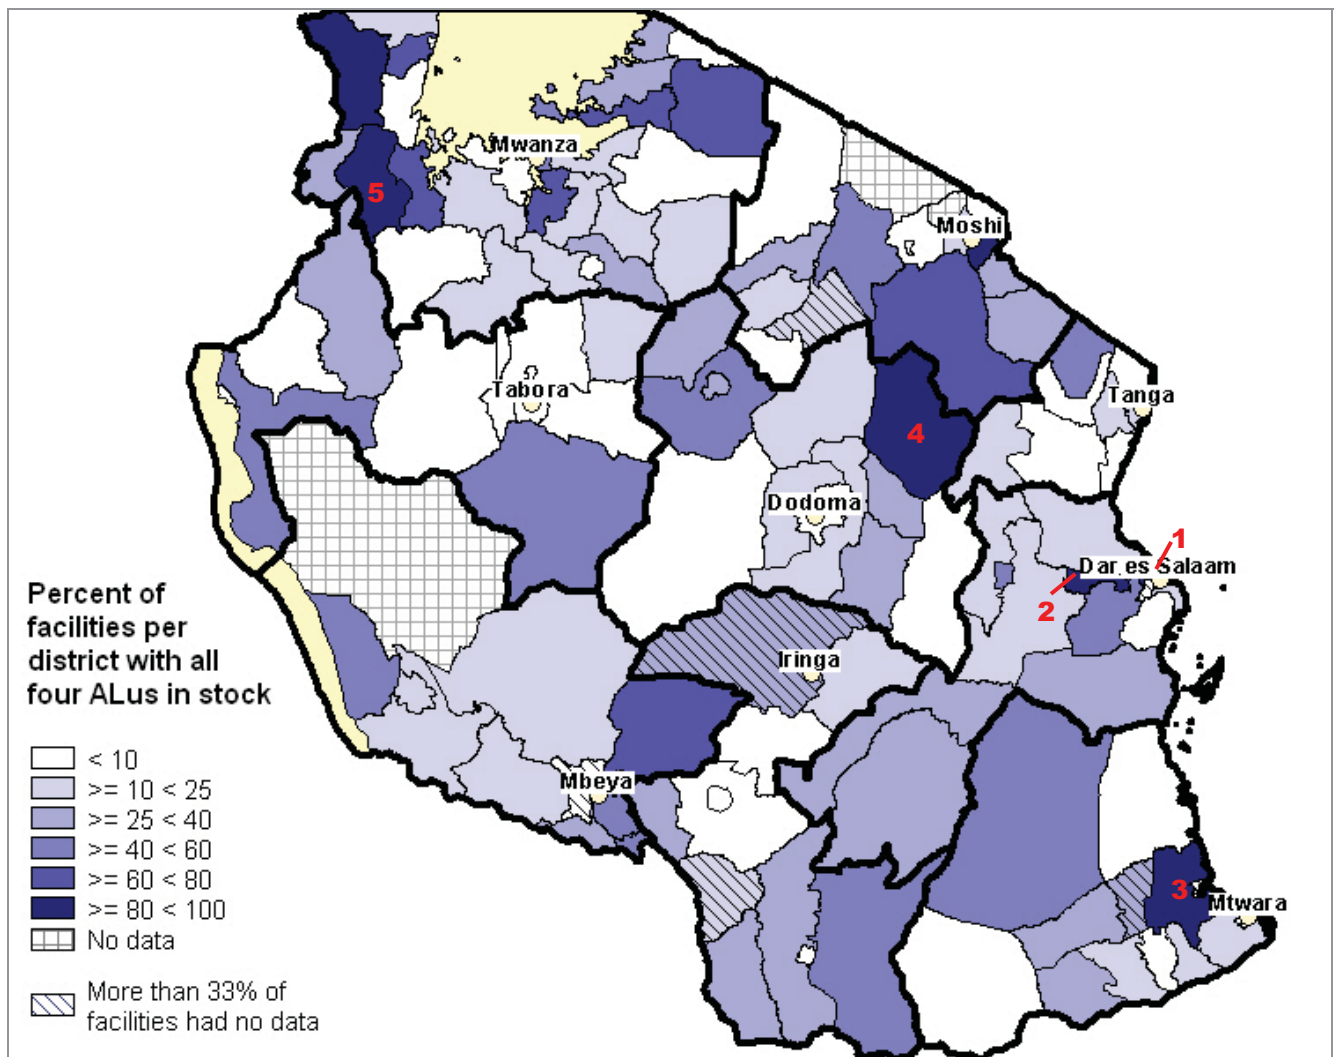 Mwanza
5
Moshi
Tabora
Tanga
4
Dodoma
1
Dar es Salaam
2
Percent of
facilities per
district with all
four ALus in stock
Iringa
< 10
>= 10 < 25
>= 25 < 40
>= 40 < 60
>= 60 < 80
>= 80 < 100
No data
More than 33% of
facilities had no data
Mbeya
3
Mtwara